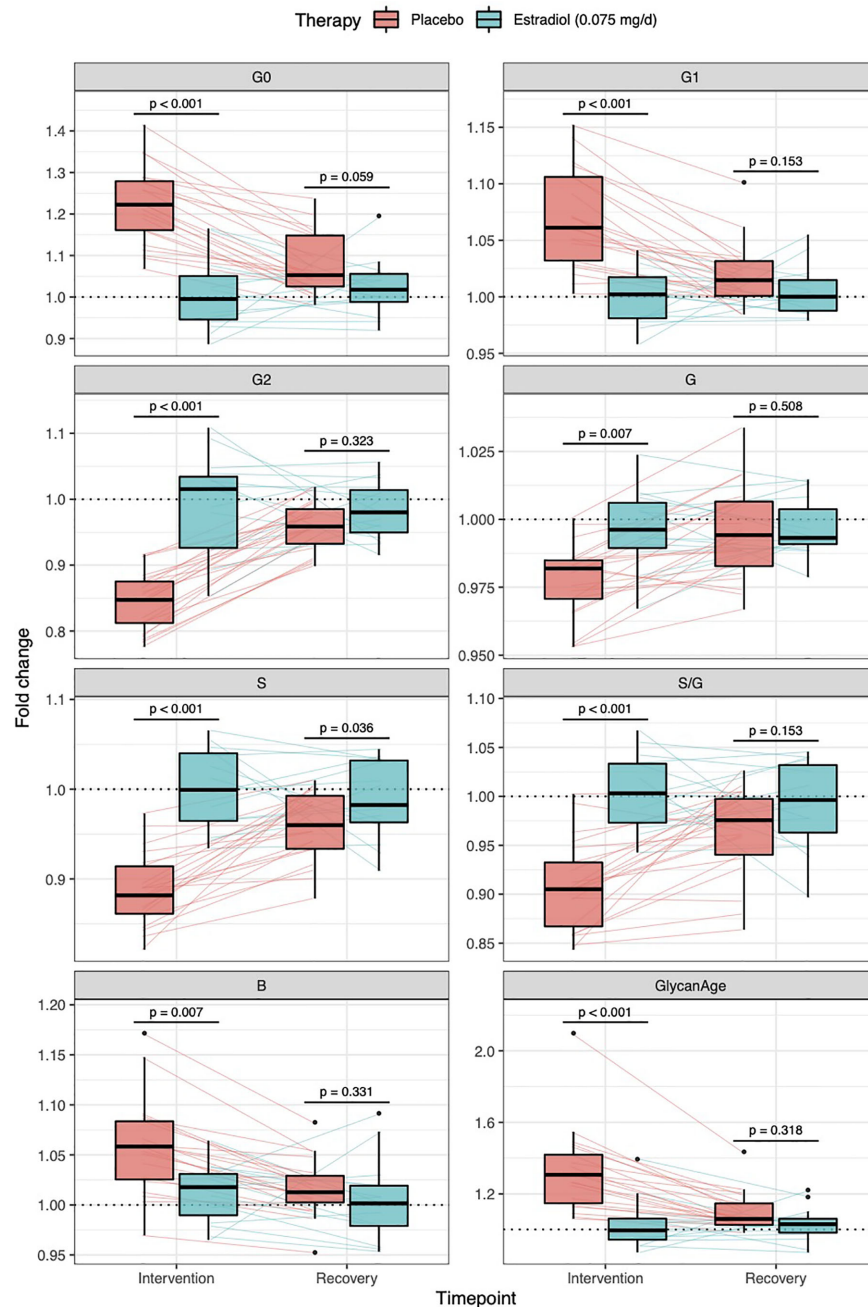 Therapy Placebo Estradiol (0.075 mg/d)
G0
p < 0.001
p = 0.059
1.4
1.3
1.2
1.1
1.0
0.9
G1
p < 0.001
p = 0.153
1.15
1.10
1.05
1.00
0.95
G2
p < 0.001
p = 0.323
1.1
1.0
0.9
0.8
G
p = 0.508
p = 0.007
1.025
1.000
0.975
0.950
Fold change
S
p < 0.001
p = 0.036
1.1
1.0
0.9
S/G
p < 0.001
p = 0.153
1.10
1.05
1.00
0.95
0.90
0.85
B
p = 0.007
p = 0.331
1.20
1.15
1.10
1.05
1.00
0.95
Intervention Recovery
GlycanAge
p < 0.001
p = 0.318
2.0
1.6
1.2
Intervention Recovery
Timepoint